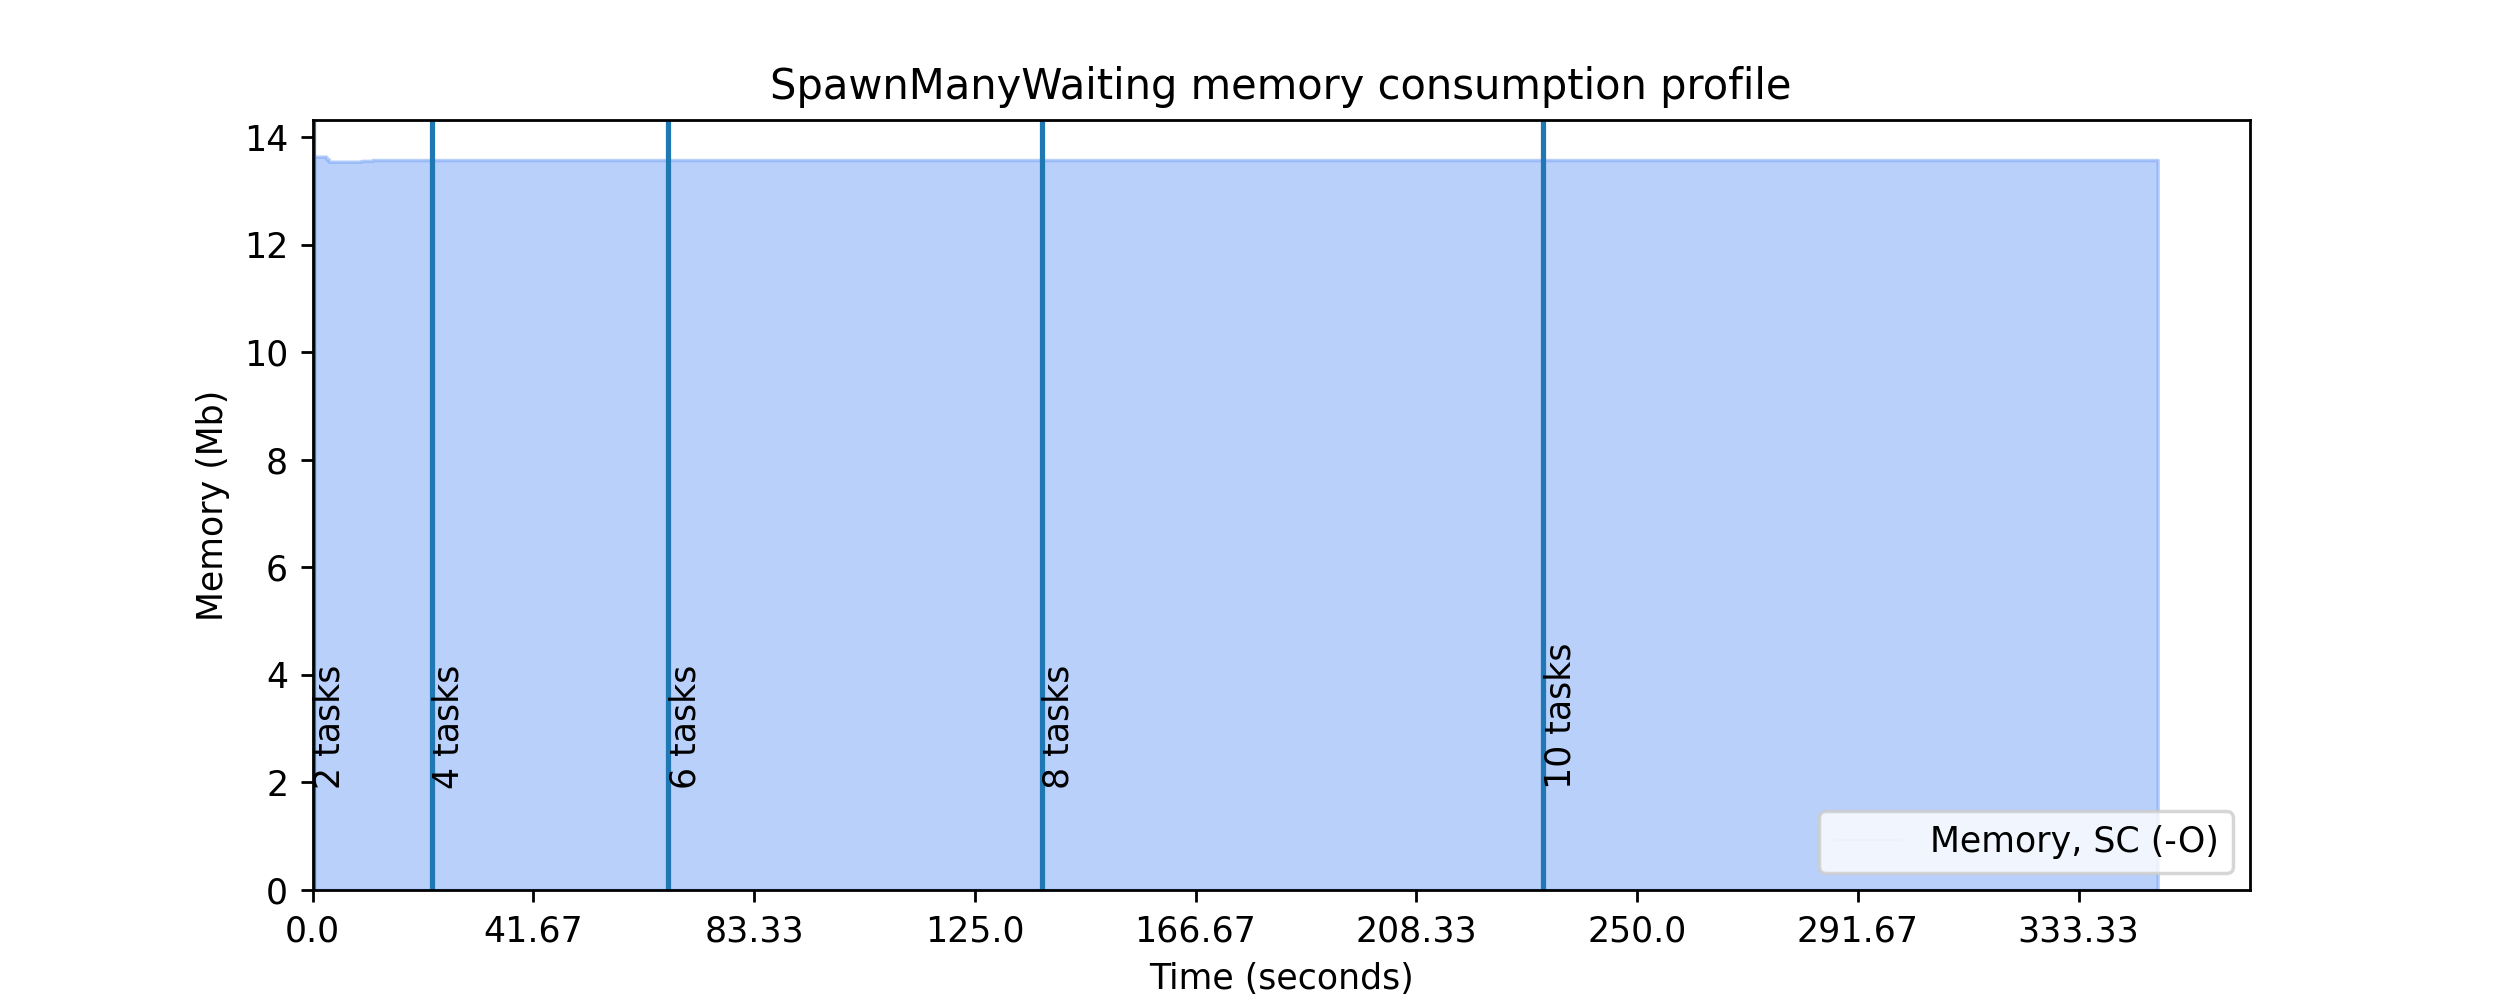 SpawnManyWaiting memory consumption profile
14
12
10
8
6
4
2
0
Memory (Mb)
2 tasks
4 tasks
6 tasks
8 tasks
10 tasks
Memory, SC (-O)
0.0
41.67
83.33
125.0
166.67
208.33
250.0
291.67
333.33
Time (seconds)